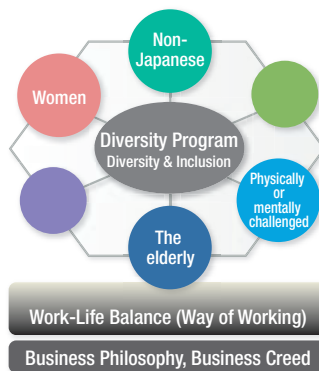 Non-
Japanese
Women
Diversity Program
Diversity & Inclusion
Physically
or
mentally
challenged
The
elderly
Work-Life Balance (Way of Working)
Business Philosophy, Business Creed